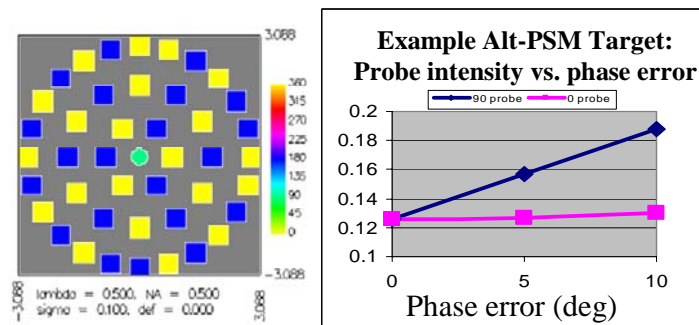 3.088
360
315
270
225
180
135
90
45
0
-3.088
-3.088
3.088
lambda = 0.500, NA = 0.500
sigma = 0.100, def = 0.000
Example Alt-PSM Target:
Probe intensity vs. phase error
90 probe 0 probe
0.2
0.18
0.16
0.14
0.12
0.1
0 5 10
Phase error (deg)